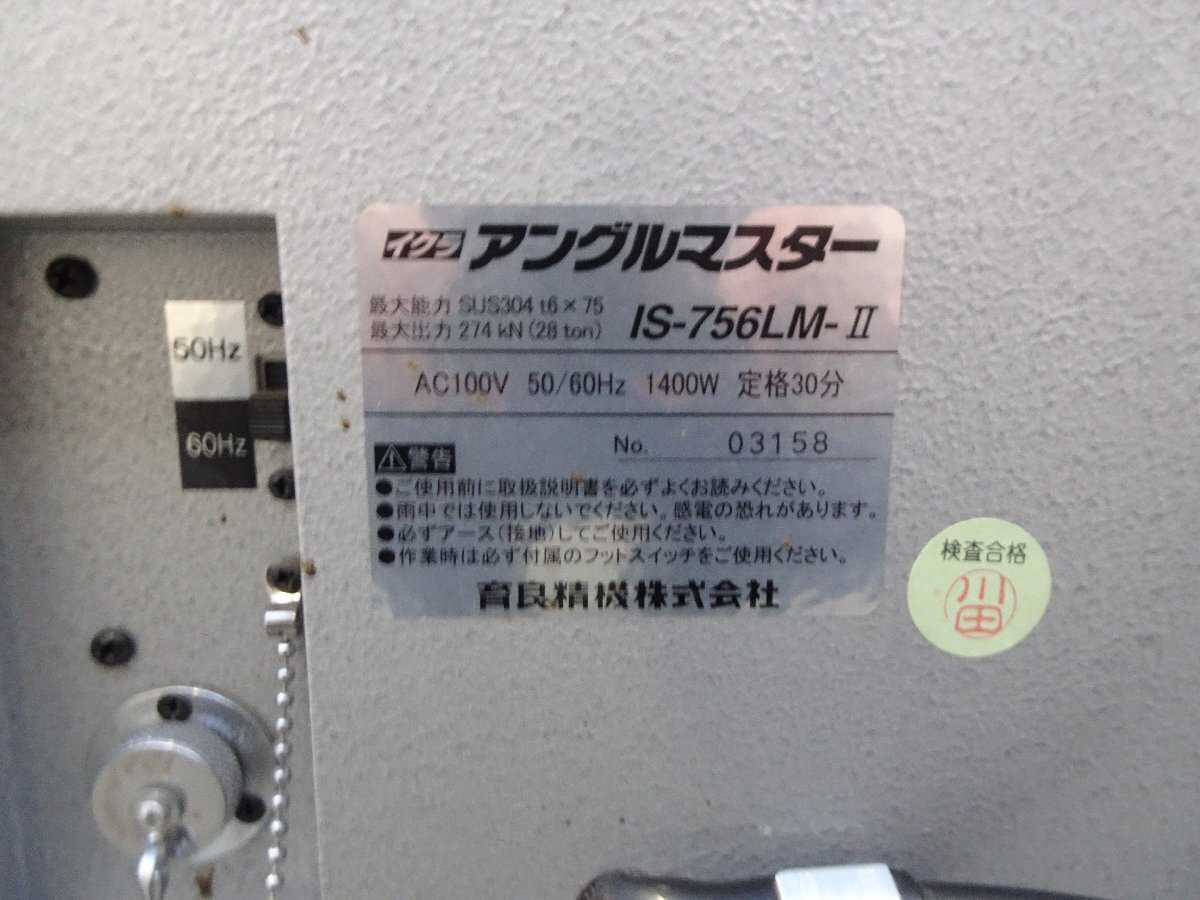 イクラ アングルマスター
最大能力 SUS304 t6×75
最大出力 274 kN (28 ton)
IS-756LM-Ⅱ
AC100V 50/60Hz 1400W 定格30分
No. 03158
⚠警告
●ご使用前に取扱説明書を必ずよくお読みください。
●雨中では使用しないでください。感電の恐れがあります。
●必ずアース(接地)してご使用ください。
●作業時は必ず付属のフットスイッチをご使用ください。
育良精機株式会社
50Hz
60Hz
検査合格
川田